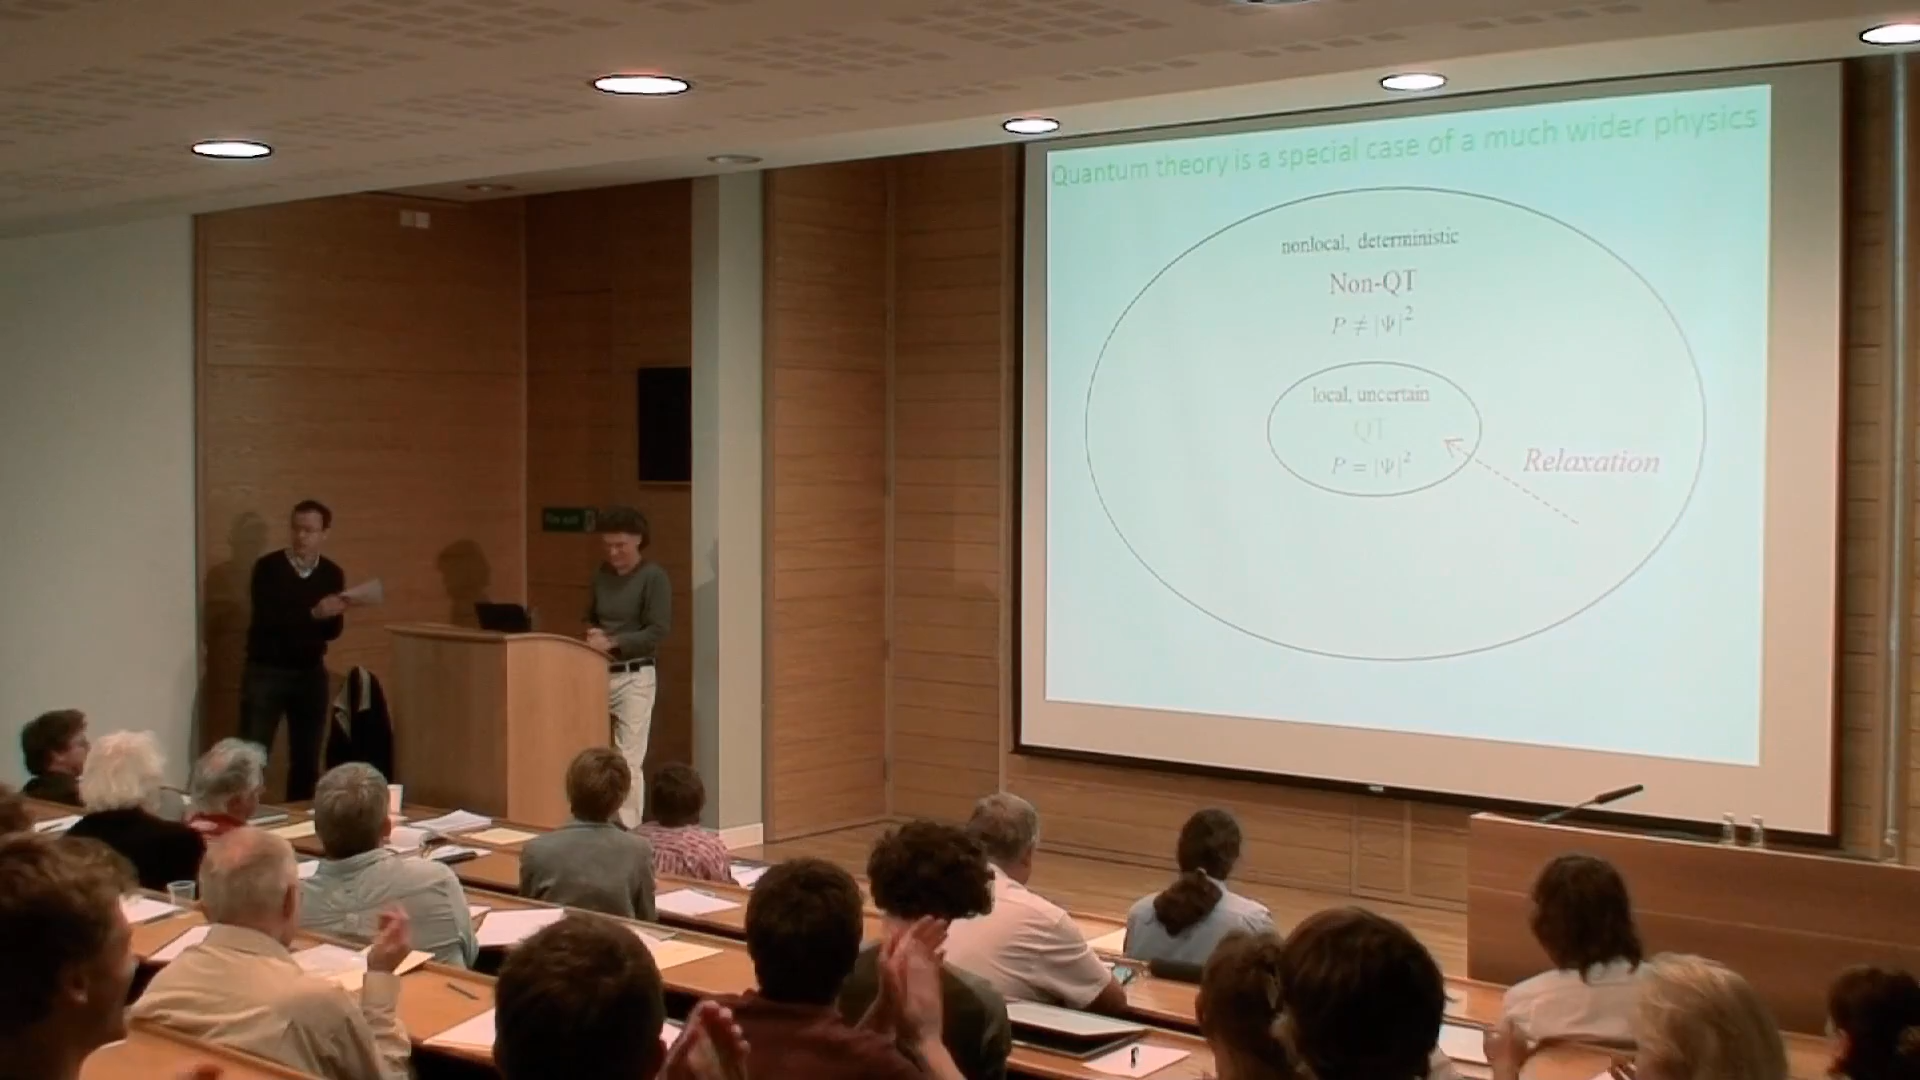 Quantum theory is a special case of a much wider physics
nonlocal, deterministic
Non-QT
P ≠ |Ψ|²
local, uncertain
QT
P = |Ψ|²
Relaxation